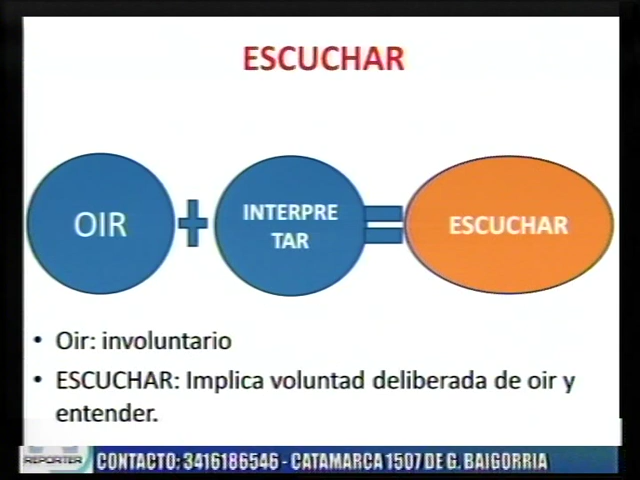 ESCUCHAR
OIR
INTERPRE
TAR
ESCUCHAR
• Oir: involuntario
• ESCUCHAR: Implica voluntad deliberada de oir y
entender.
REPORTER
CONTACTO: 3416186546 - CATAMARCA 1507 DE G. BAIGORRIA